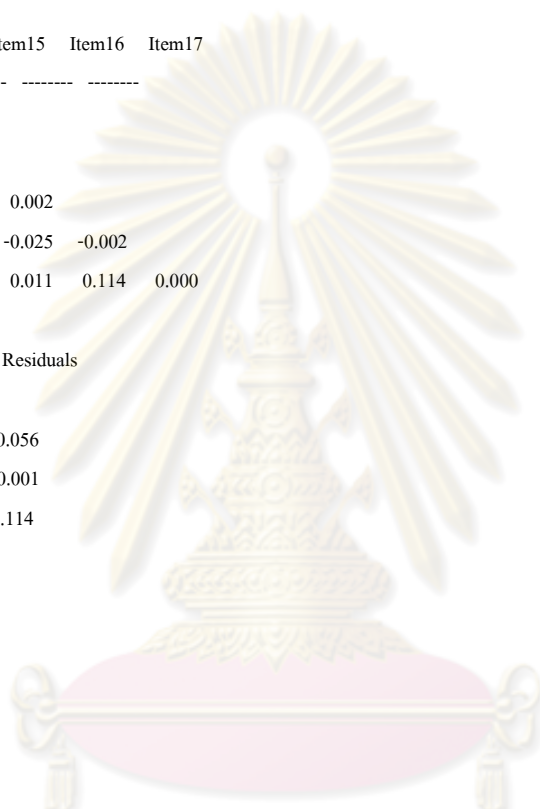 tem15 Item16 Item17
- -------- --------
0.002
-0.025 -0.002
0.011 0.114 0.000
Residuals
0.056
0.001
.114